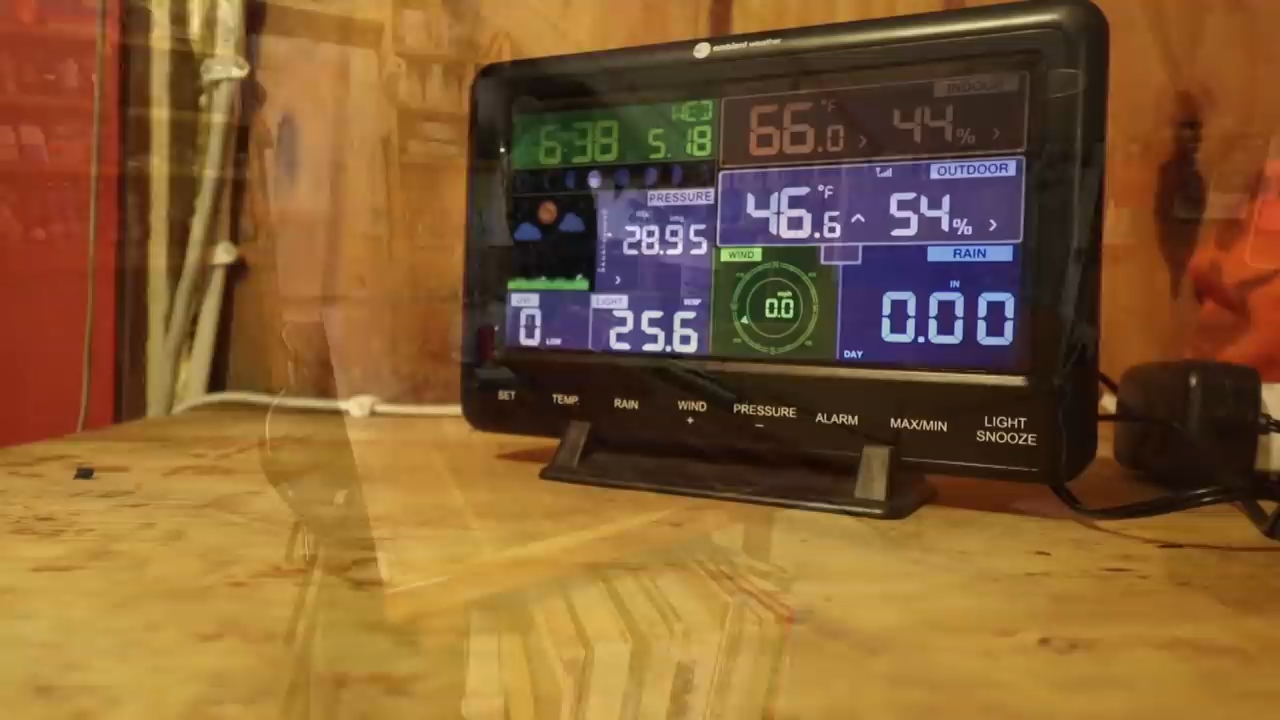 ambient weather
INDOOR
6:38 5.18
66.0 °F 44%
PRESSURE
OUTDOOR
46.6 °F 54%
28.95
WIND
RAIN
0.0
IN
0.00
LIGHT
0 LOW
25.6
DAY
SET TEMP. RAIN WIND + PRESSURE − ALARM MAX/MIN LIGHT SNOOZE